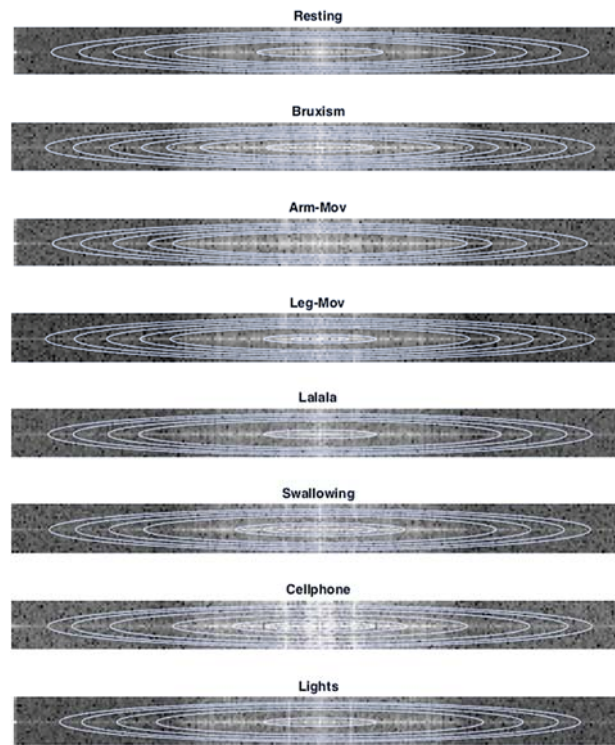 Resting
Bruxism
Arm-Mov
Leg-Mov
Lalala
Swallowing
Cellphone
Lights